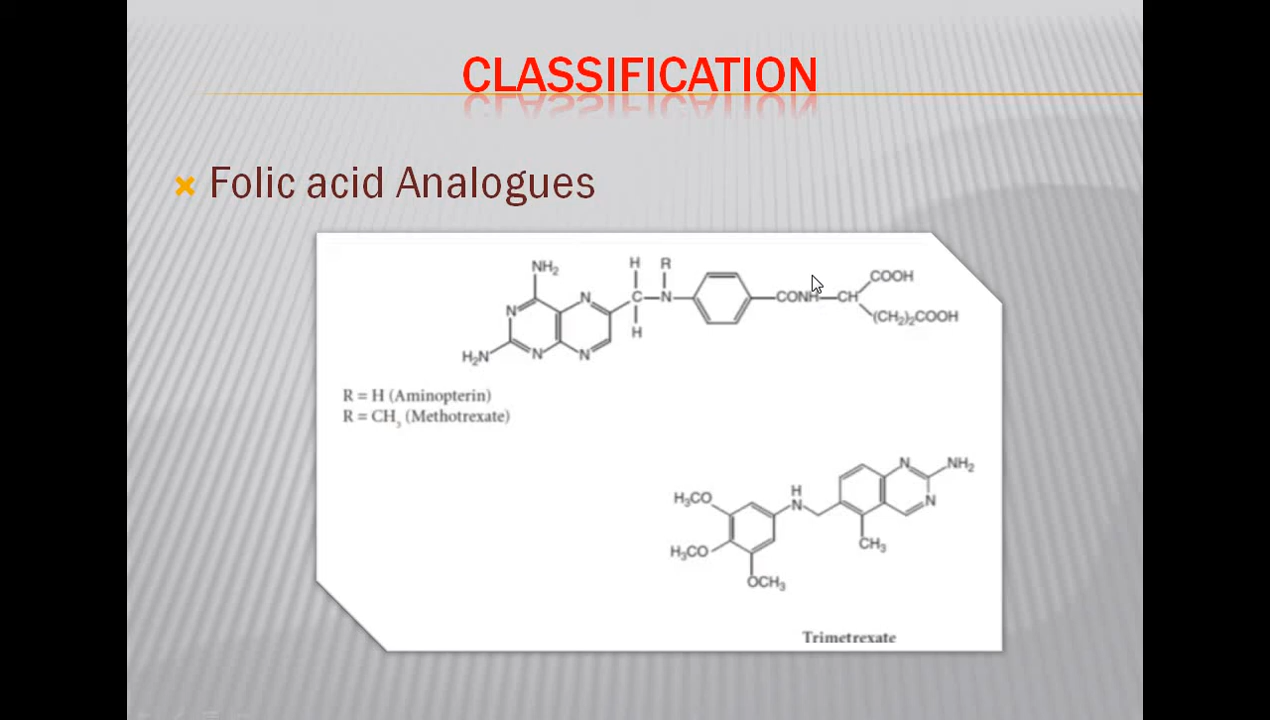 CLASSIFICATION
Folic acid Analogues
NH₂
H R
N N C N CONH CH COOH
H
H₂N N N (CH₂)₂COOH
R = H (Aminopterin)
R = CH₃ (Methotrexate)
N NH₂
H₃CO H N N
CH₃
H₃CO
OCH₃
Trimetrexate